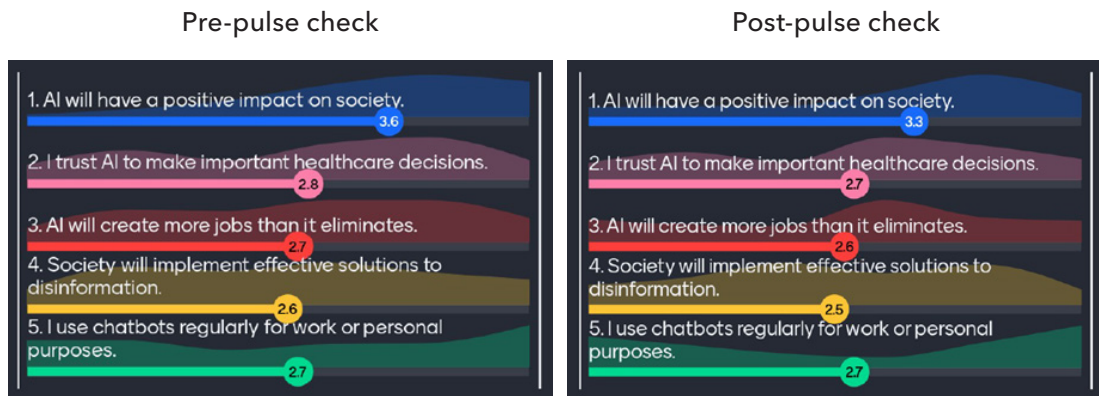 Pre-pulse check
1. AI will have a positive impact on society.
3.6
2. I trust AI to make important healthcare decisions.
2.8
3. AI will create more jobs than it eliminates.
2.7
4. Society will implement effective solutions to
disinformation.
2.6
5. I use chatbots regularly for work or personal
purposes.
2.7
Post-pulse check
1. AI will have a positive impact on society.
3.3
2. I trust AI to make important healthcare decisions.
2.7
3. AI will create more jobs than it eliminates.
2.6
4. Society will implement effective solutions to
disinformation.
2.5
5. I use chatbots regularly for work or personal
purposes.
2.7